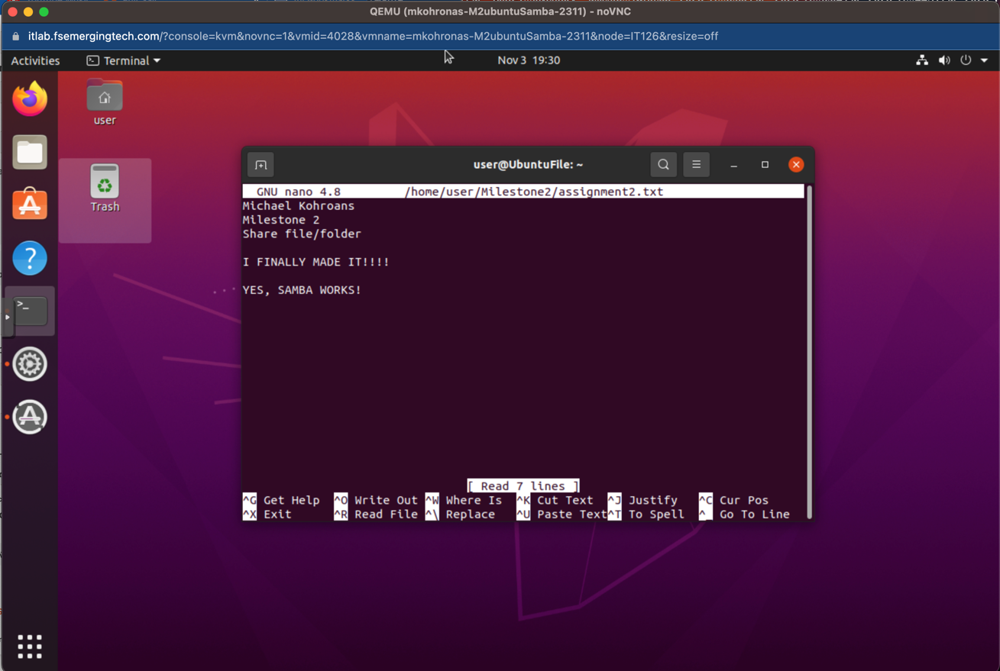 QEMU (mkohronas-M2ubuntuSamba-2311) - noVNC
itlab.fsemergingtech.com/?console=kvm&novnc=1&vmid=4028&vmname=mkohronas-M2ubuntuSamba-2311&node=IT126&resize=off
Activities Terminal Nov 3 19:30
user
Trash
user@UbuntuFile: ~
GNU nano 4.8 /home/user/Milestone2/assignment2.txt
Michael Kohroans
Milestone 2
Share file/folder
I FINALLY MADE IT!!!!
YES, SAMBA WORKS!
[ Read 7 lines ]
^G Get Help ^O Write Out ^W Where Is ^K Cut Text ^J Justify ^C Cur Pos
^X Exit ^R Read File ^\ Replace ^U Paste Text^T To Spell ^_ Go To Line